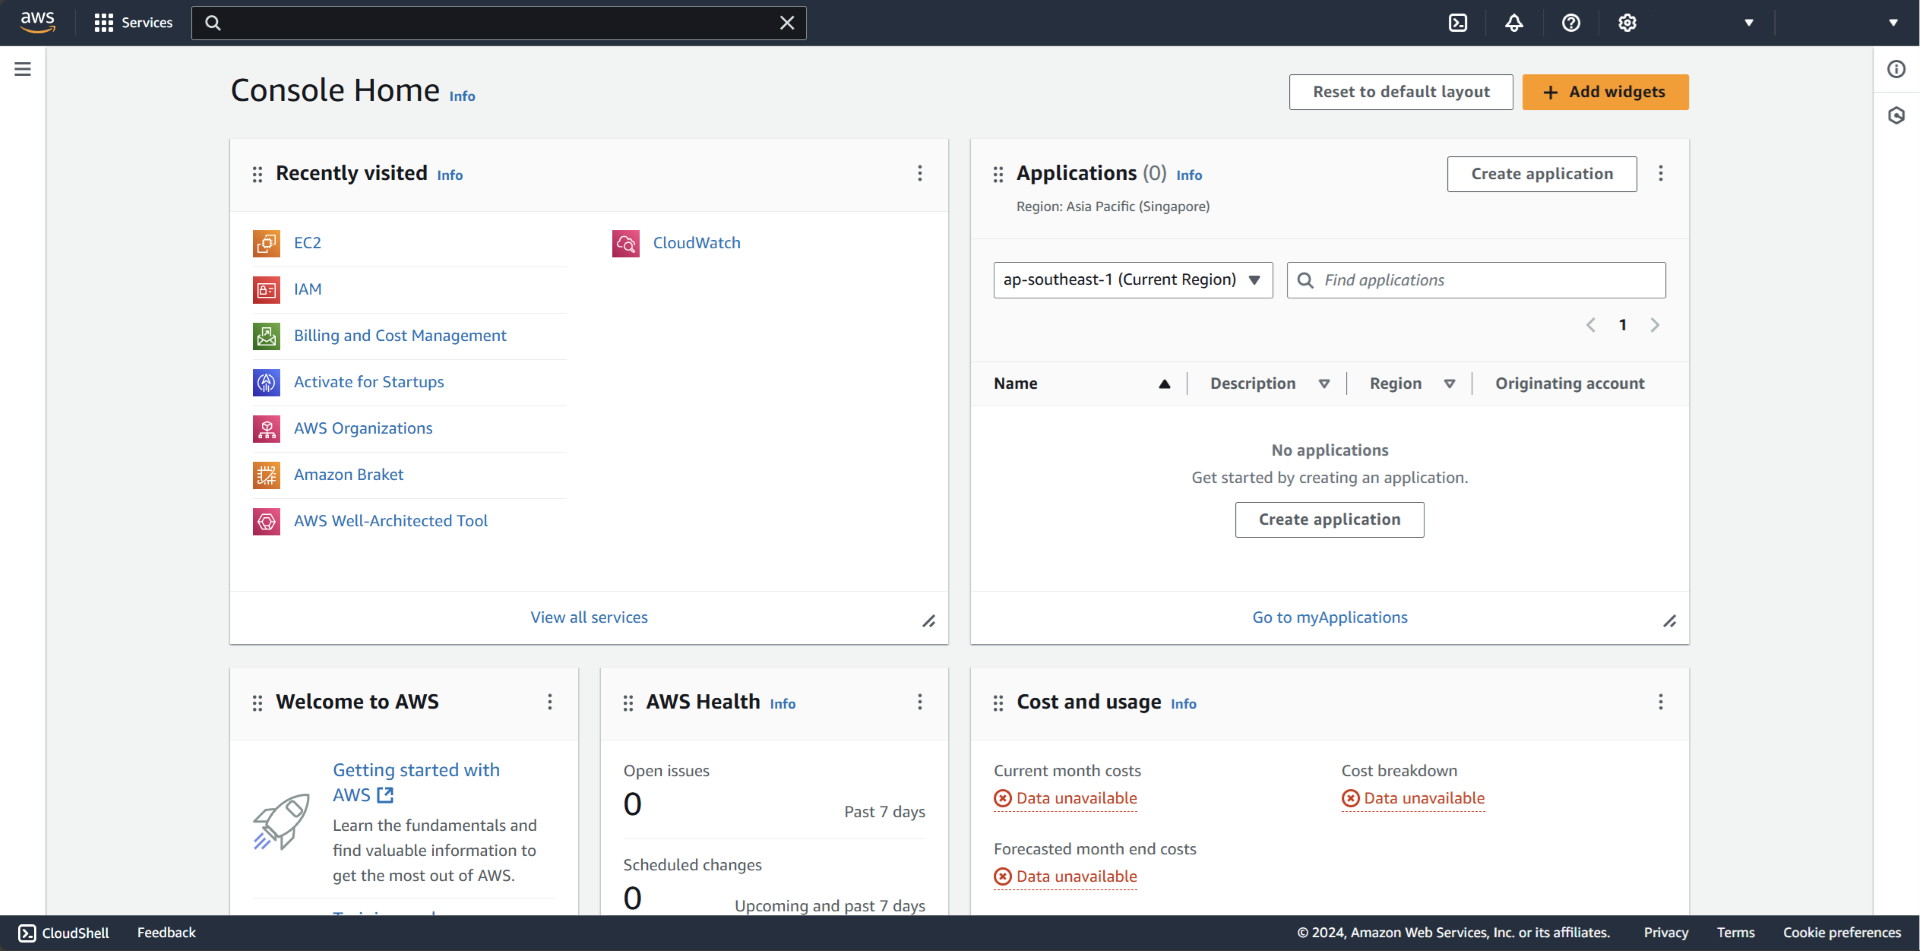 aws
Services
Console Home Info
Reset to default layout
Add widgets
Recently visited Info
EC2
IAM
Billing and Cost Management
Activate for Startups
AWS Organizations
Amazon Braket
AWS Well-Architected Tool
CloudWatch
View all services
Applications (0) Info
Region: Asia Pacific (Singapore)
Create application
ap-southeast-1 (Current Region)
Find applications
1
Name Description Region Originating account
No applications
Get started by creating an application.
Create application
Go to myApplications
Welcome to AWS
Getting started with
AWS
Learn the fundamentals and
find valuable information to
get the most out of AWS.
AWS Health Info
Open issues
0
Past 7 days
Scheduled changes
0
Upcoming and past 7 days
Cost and usage Info
Current month costs
Data unavailable
Cost breakdown
Data unavailable
Forecasted month end costs
Data unavailable
CloudShell
Feedback
© 2024, Amazon Web Services, Inc. or its affiliates.
Privacy
Terms
Cookie preferences